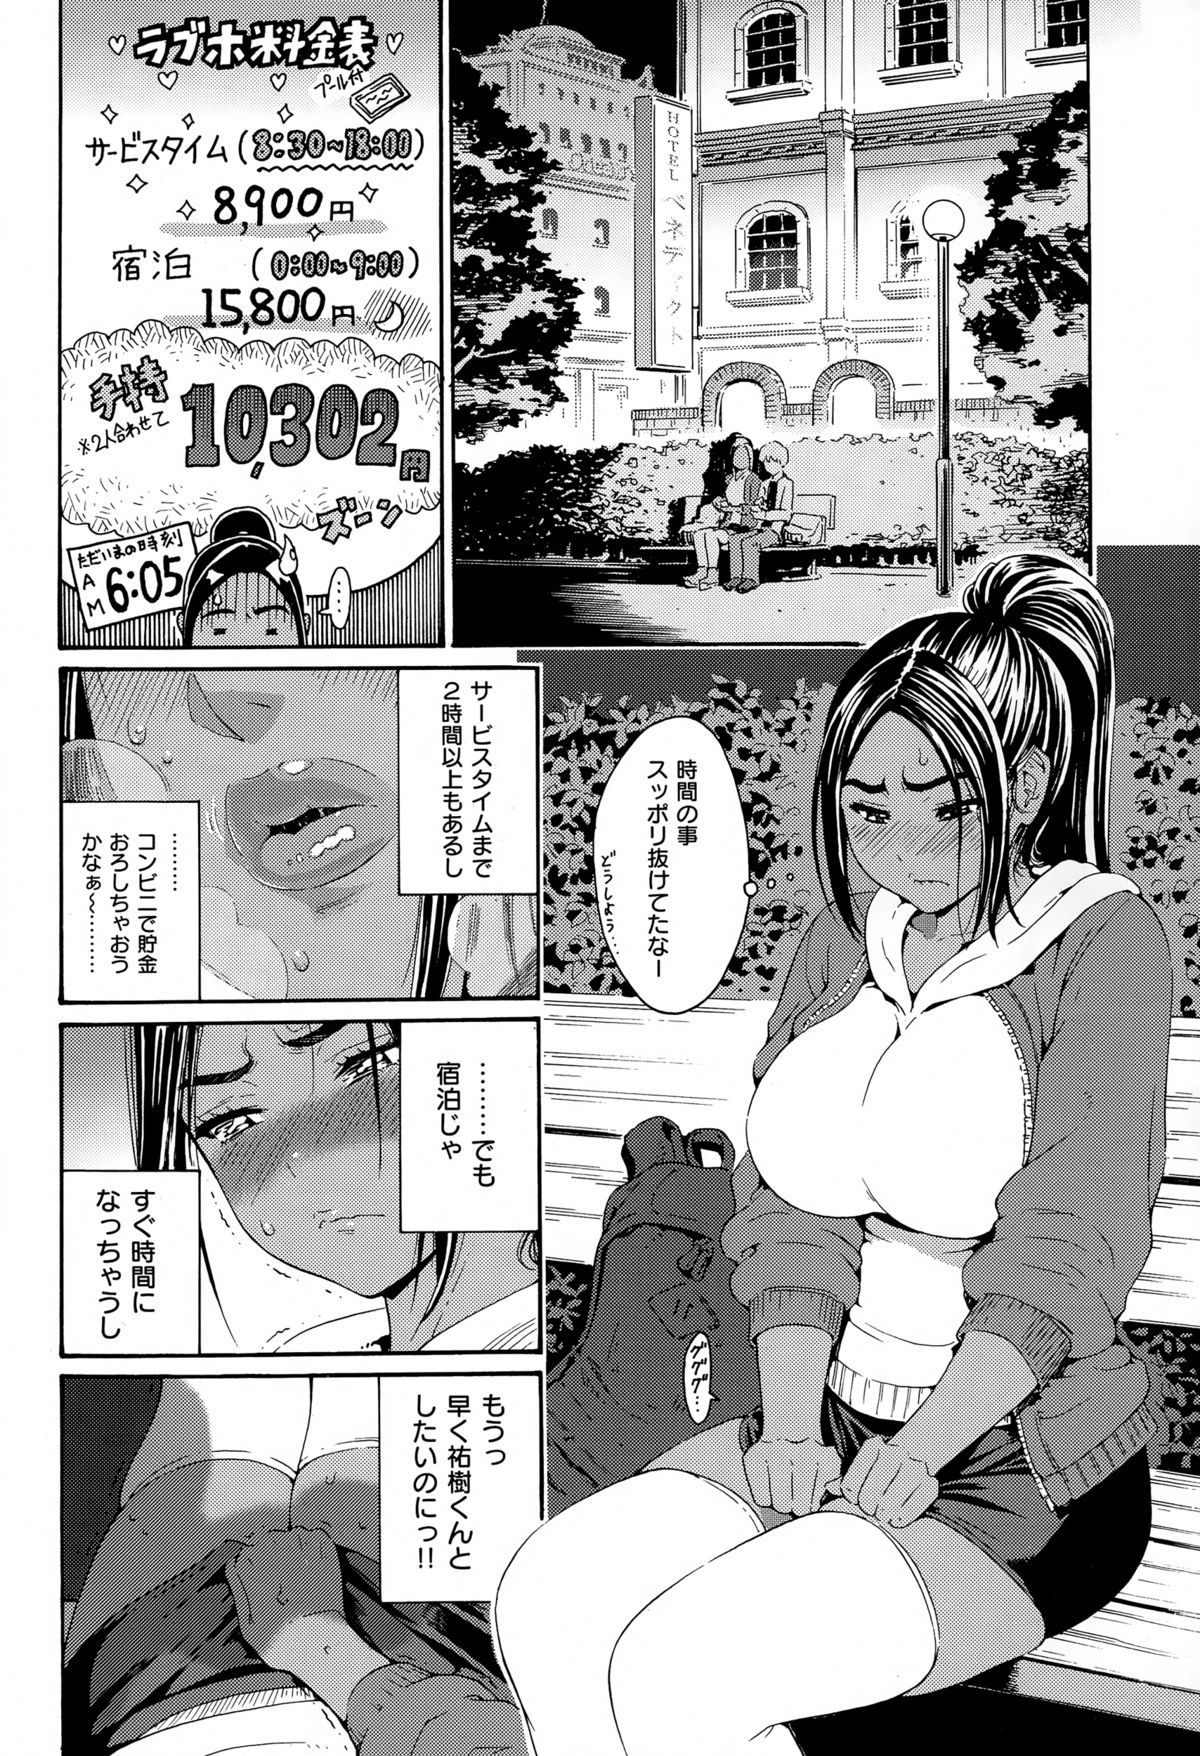 HOTEL ベネディクト
♡ラブホ料金表♡
プール付
サービスタイム(8:30~18:00)
8,900円
宿泊 (0:00~9:00)
15,800円
手持
※2人合わせて
10,302円
ズーン
ただいまの時刻
AM
6:05
……
時間の事
スッポリ抜けてたなー
どうしよう…
ググググ…
サービスタイムまで
2時間以上もあるし
………
コンビニで貯金
おろしちゃおう
かなぁ～………
………でも
宿泊じゃ
すぐ時間に
なっちゃうし
もうっ
早く祐樹くんと
したいのにっ!!